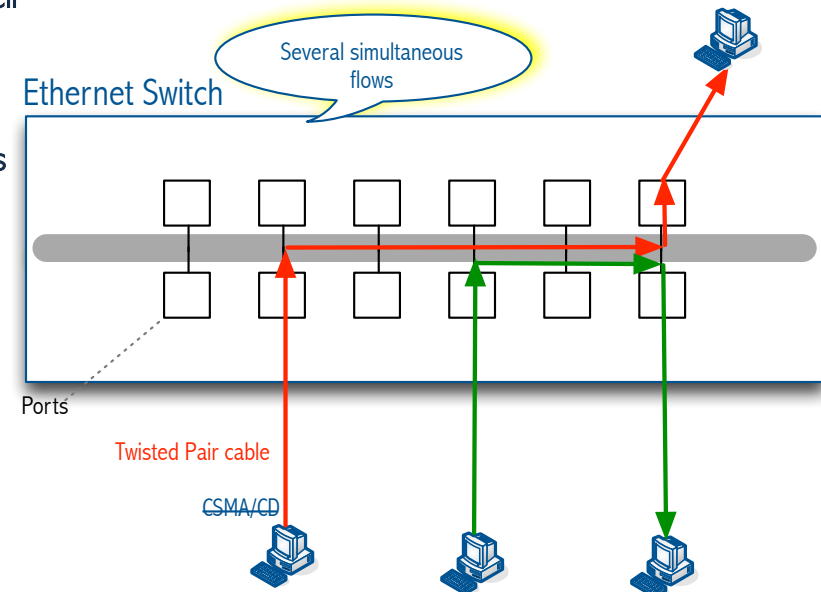 Several simultaneous
flows
Ethernet Switch
s
Ports
Twisted Pair cable
CSMA/CD